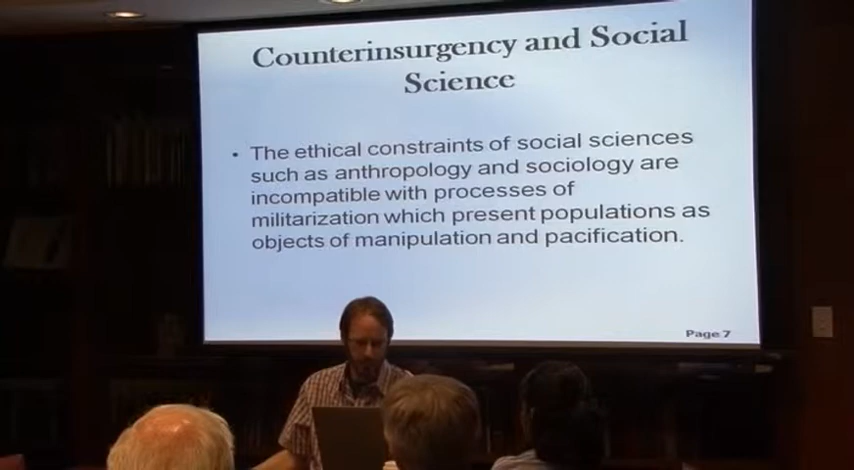 Counterinsurgency and Social
Science
• The ethical constraints of social sciences
such as anthropology and sociology are
incompatible with processes of
militarization which present populations as
objects of manipulation and pacification.
Page 7